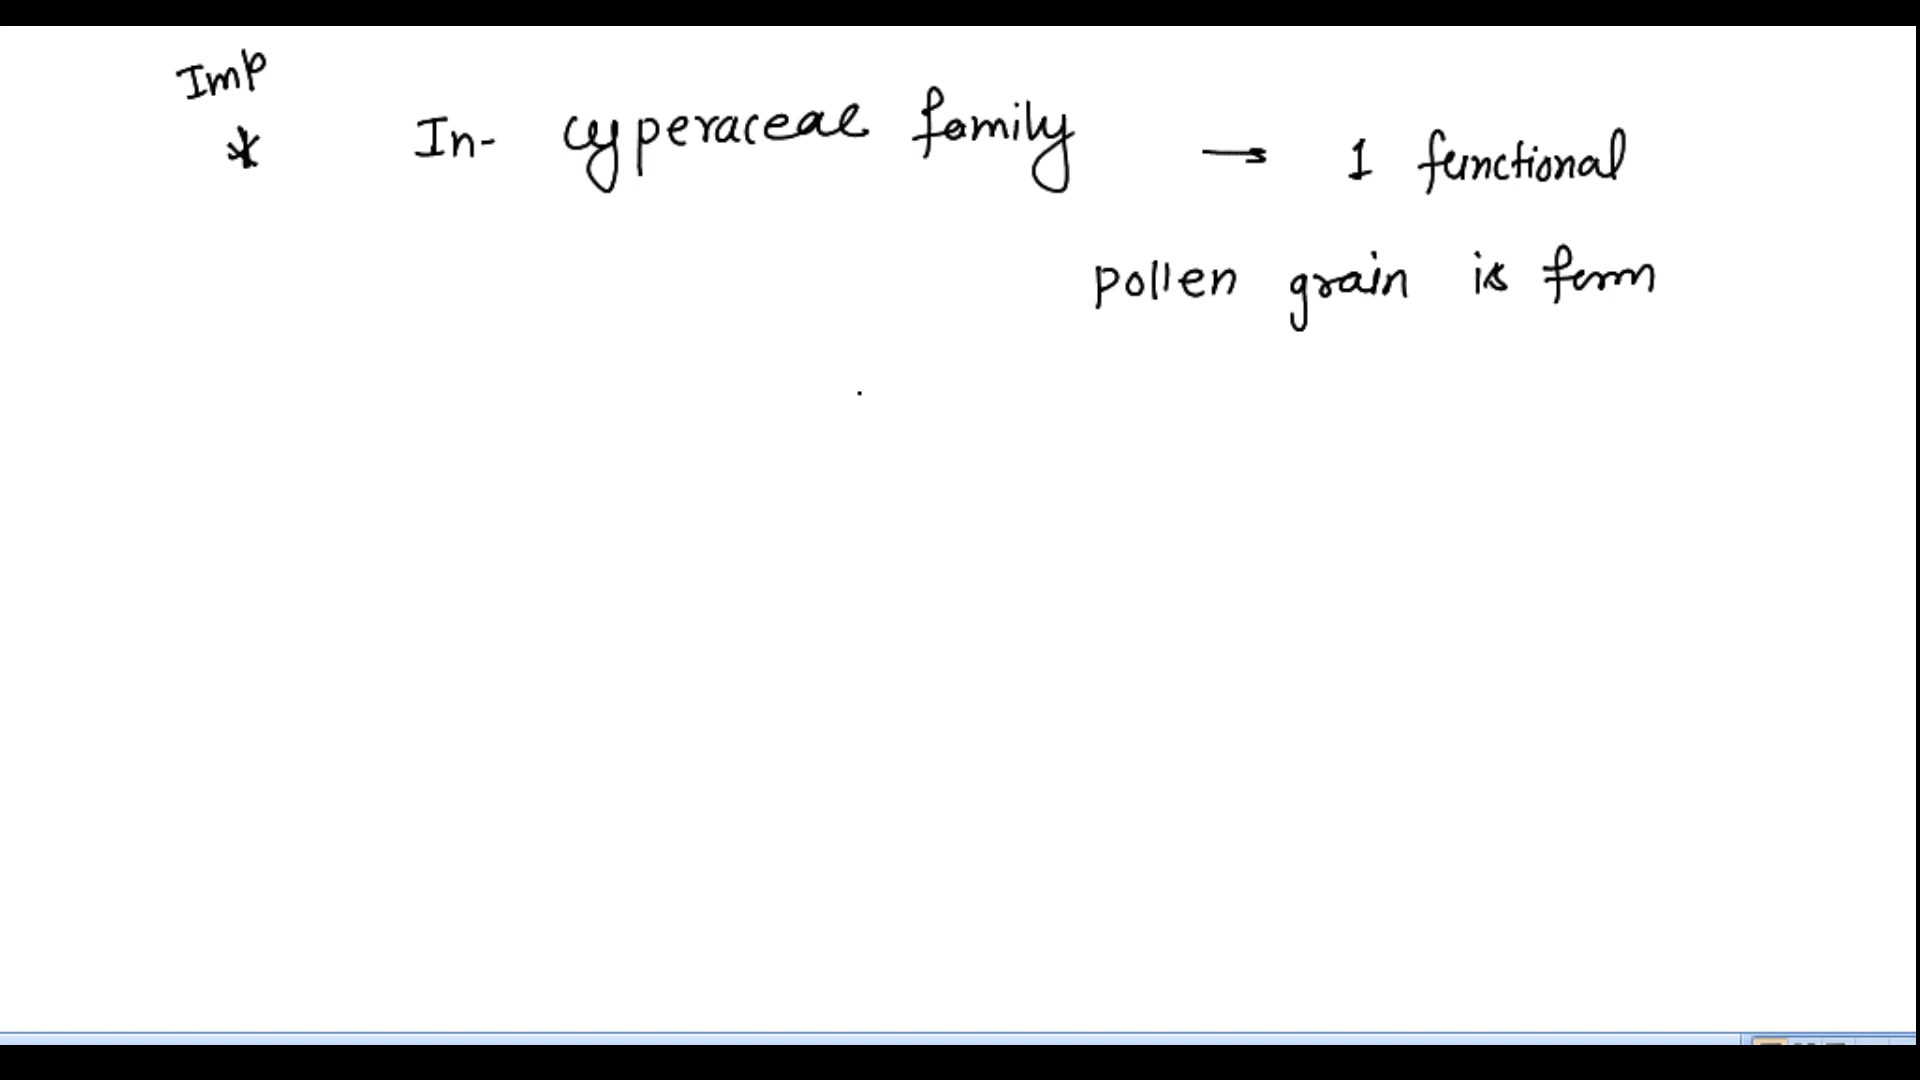 Imp
* In- cyperaceae family → 1 functional
pollen grain is form